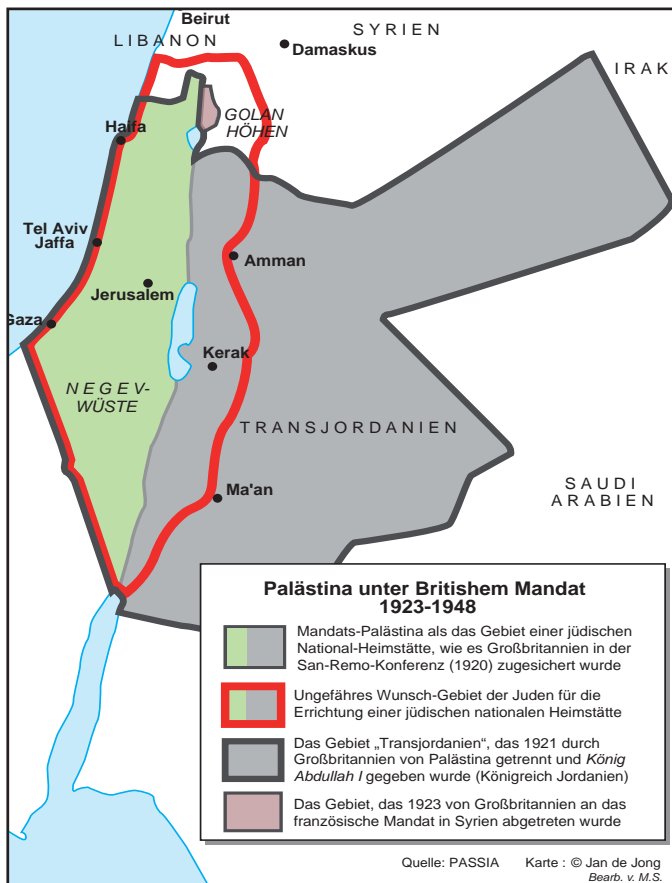 Beirut
LIBANON
SYRIEN
Damaskus
IRAK
GOLAN
HÖHEN
Haifa
Tel Aviv
Jaffa
Amman
Jerusalem
Gaza
Kerak
NEGEV-
WÜSTE
TRANSJORDANIEN
SAUDI
ARABIEN
Ma'an
Palästina unter Britishem Mandat
1923-1948
Mandats-Palästina als das Gebiet einer jüdischen
National-Heimstätte, wie es Großbritannien in der
San-Remo-Konferenz (1920) zugesichert wurde
Ungefähres Wunsch-Gebiet der Juden für die
Errichtung einer jüdischen nationalen Heimstätte
Das Gebiet „Transjordanien“, das 1921 durch
Großbritannien von Palästina getrennt und König
Abdullah I gegeben wurde (Königreich Jordanien)
Das Gebiet, das 1923 von Großbritannien an das
französische Mandat in Syrien abgetreten wurde
Quelle: PASSIA Karte : © Jan de Jong
Bearb. v. M.S.